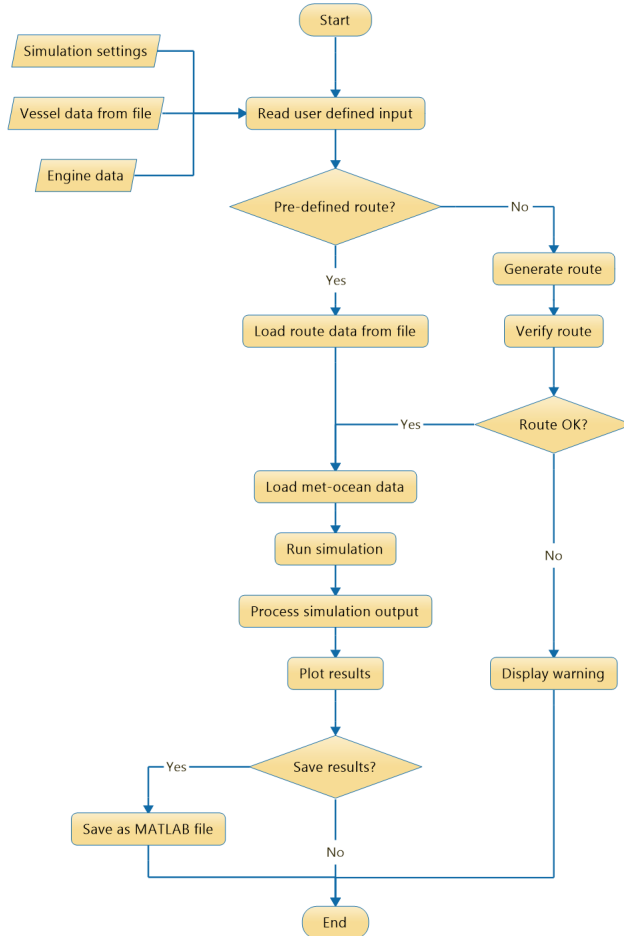 Start
Simulation settings
Vessel data from file
Read user defined input
Engine data
Pre-defined route?
No
Generate route
Yes
Load route data from file
Verify route
Yes
Route OK?
Load met-ocean data
Run simulation
No
Process simulation output
Plot results
Display warning
Yes
Save results?
Save as MATLAB file
No
End